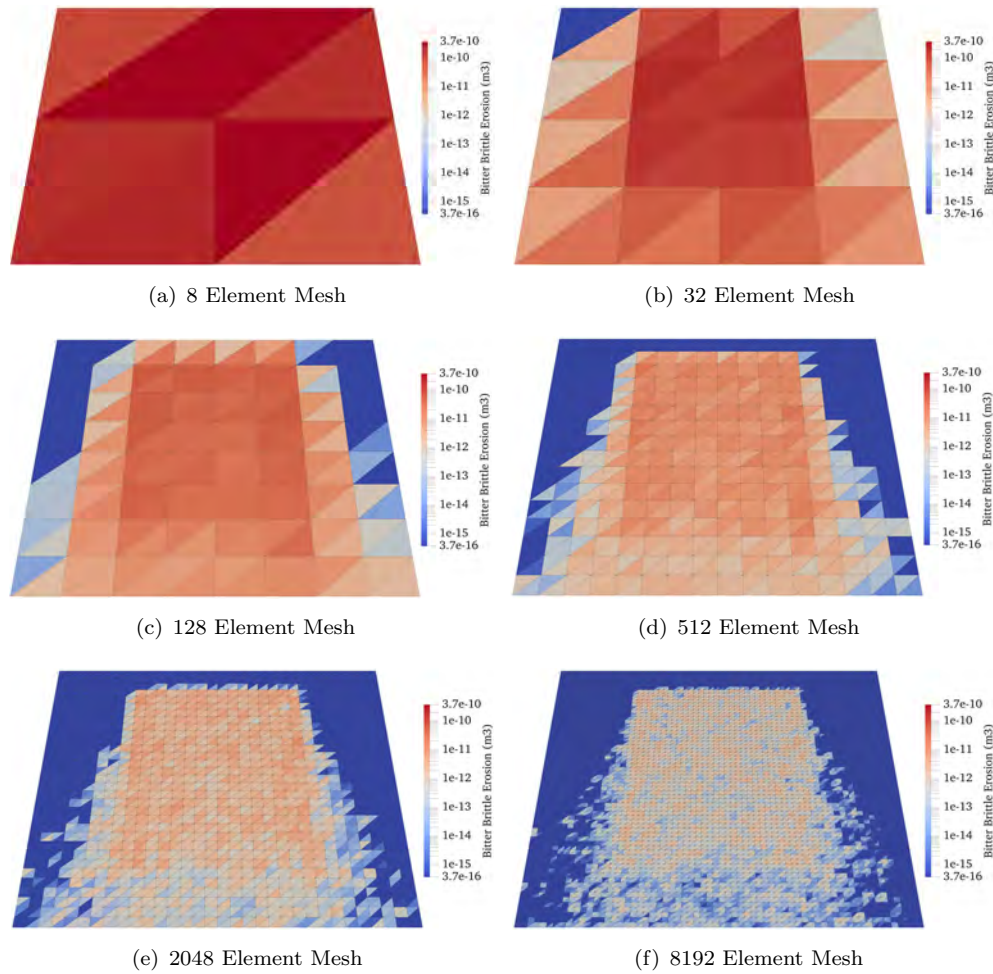 3.7e-10
1e-10
1e-11
1e-12
1e-13
1e-14
1e-15
3.7e-16
Bitter Brittle Erosion (m3)
3.7e-10
1e-10
1e-11
1e-12
1e-13
1e-14
1e-15
3.7e-16
Bitter Brittle Erosion (m3)
(a) 8 Element Mesh
(b) 32 Element Mesh
3.7e-10
1e-10
1e-11
1e-12
1e-13
1e-14
1e-15
3.7e-16
Bitter Brittle Erosion (m3)
3.7e-10
1e-10
1e-11
1e-12
1e-13
1e-14
1e-15
3.7e-16
Bitter Brittle Erosion (m3)
(c) 128 Element Mesh
(d) 512 Element Mesh
3.7e-10
1e-10
1e-11
1e-12
1e-13
1e-14
1e-15
3.7e-16
Bitter Brittle Erosion (m3)
3.7e-10
1e-10
1e-11
1e-12
1e-13
1e-14
1e-15
3.7e-16
Bitter Brittle Erosion (m3)
(e) 2048 Element Mesh
(f) 8192 Element Mesh